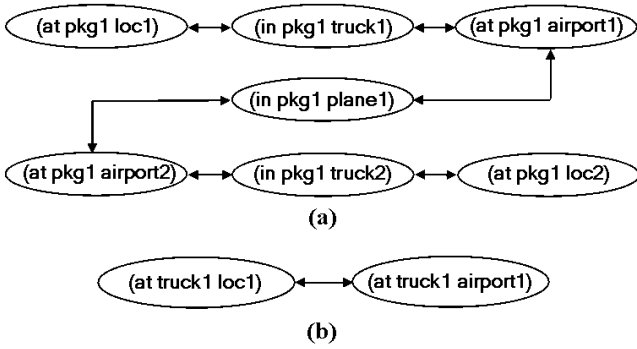 (at pkg1 loc1) (in pkg1 truck1) (at pkg1 airport1)
(in pkg1 plane1)
(at pkg1 airport2) (in pkg1 truck2) (at pkg1 loc2)
(a)
(at truck1 loc1) (at truck1 airport1)
(b)